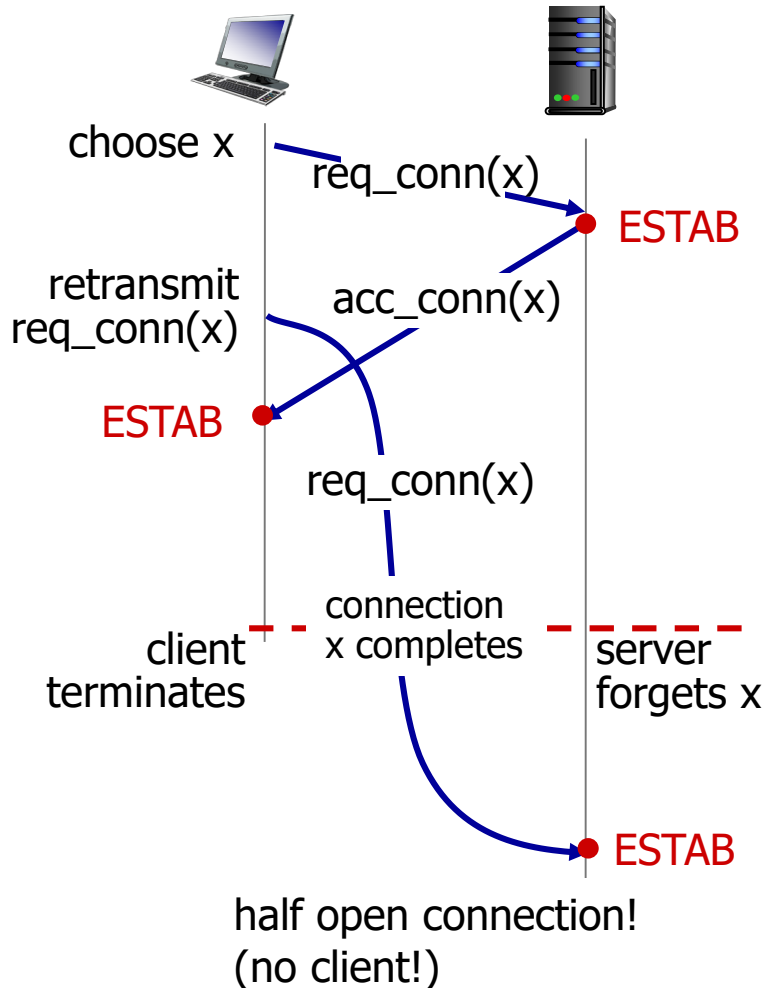 choose x
req_conn(x)
ESTAB
retransmit
req_conn(x)
acc_conn(x)
ESTAB
req_conn(x)
connection
x completes
client
terminates
server
forgets x
ESTAB
half open connection!
(no client!)